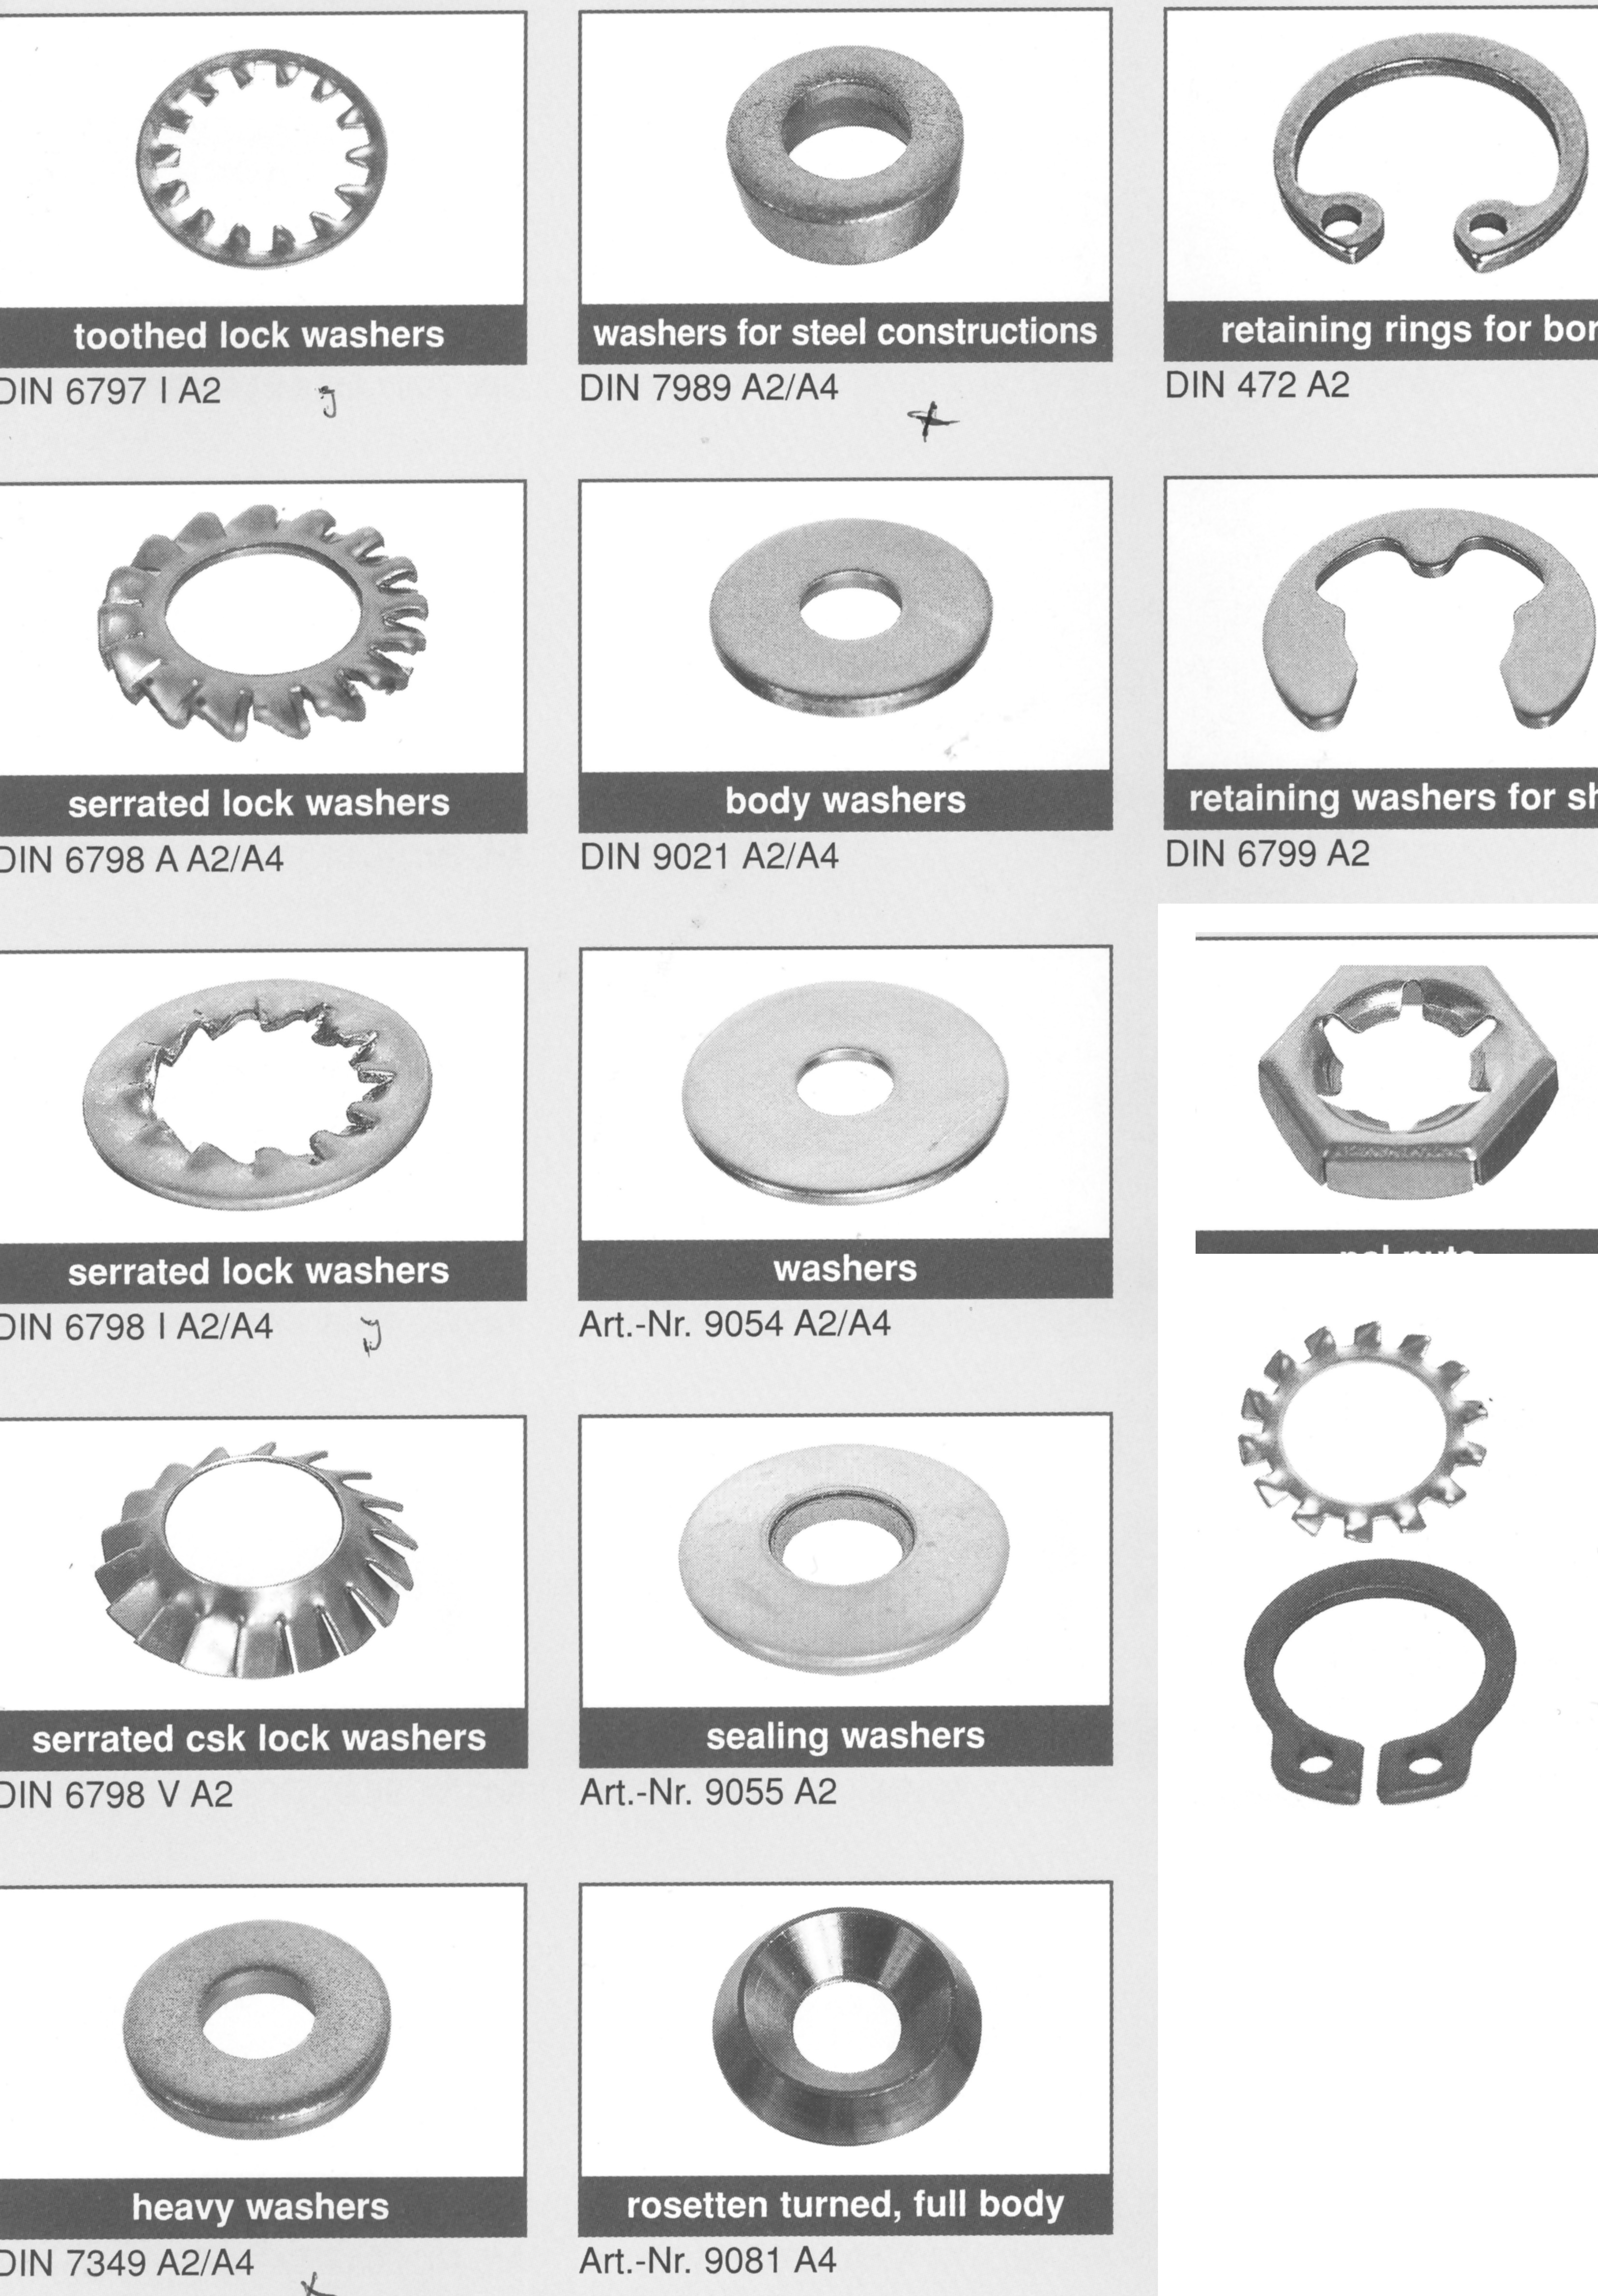 toothed lock washers
DIN 6797 I A2
washers for steel constructions
DIN 7989 A2/A4
retaining rings for bor
DIN 472 A2
serrated lock washers
DIN 6798 A A2/A4
body washers
DIN 9021 A2/A4
retaining washers for sh
DIN 6799 A2
serrated lock washers
DIN 6798 I A2/A4
washers
Art.-Nr. 9054 A2/A4
serrated csk lock washers
DIN 6798 V A2
sealing washers
Art.-Nr. 9055 A2
heavy washers
DIN 7349 A2/A4
rosetten turned, full body
Art.-Nr. 9081 A4